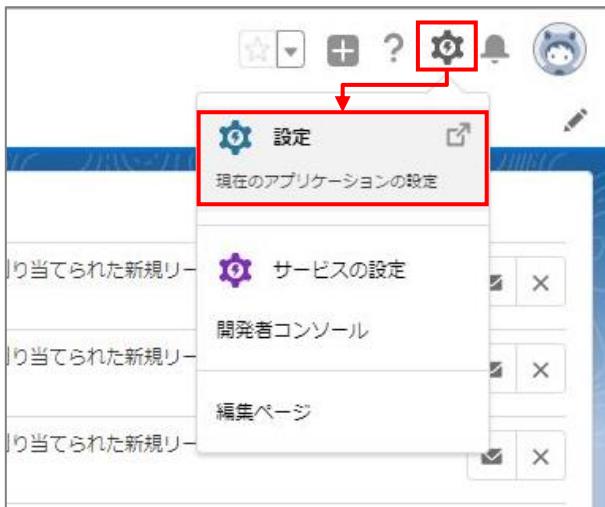 ?
設定
現在のアプリケーションの設定
り当てられた新規リー
サービスの設定
開発者コンソール
り当てられた新規リー
編集ページ
り当てられた新規リー